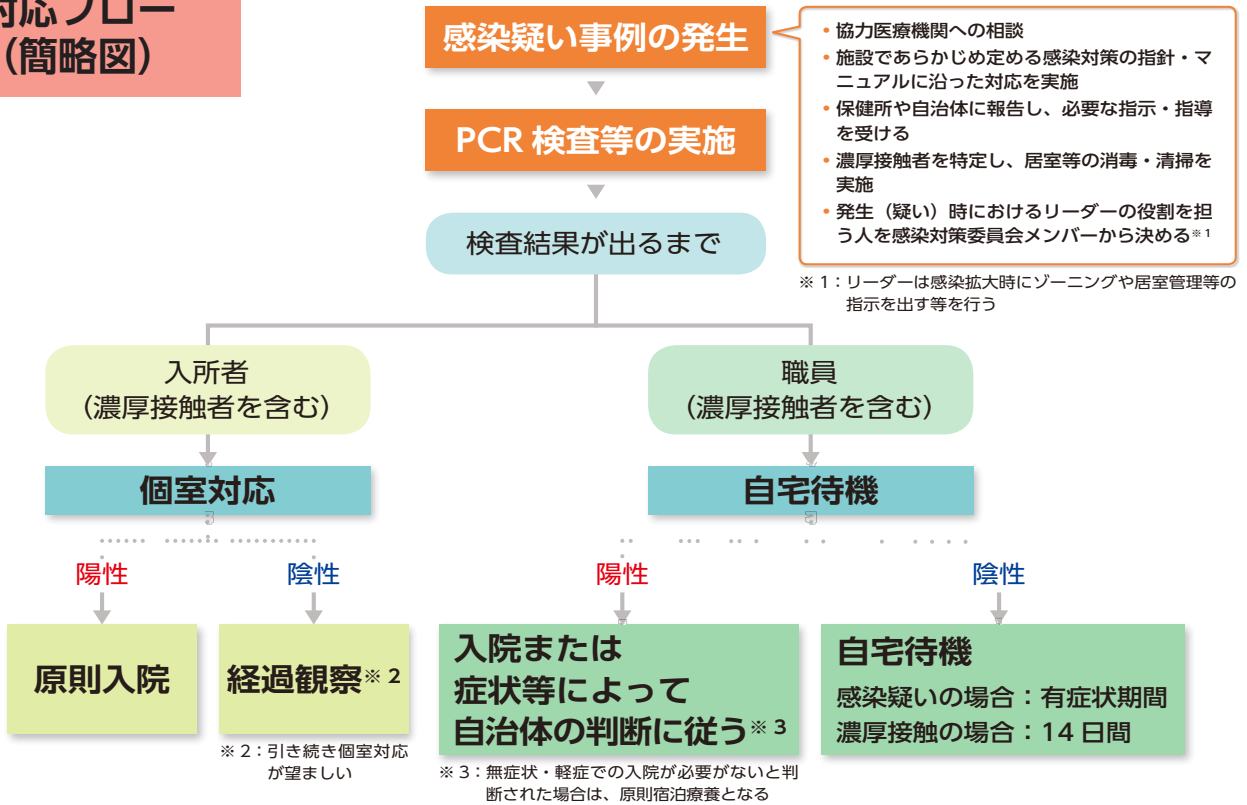 対応フロー
（簡略図）
感染疑い事例の発生
• 協力医療機関への相談
• 施設であらかじめ定める感染対策の指針・マ
ニュアルに沿った対応を実施
• 保健所や自治体に報告し、必要な指示・指導
を受ける
• 濃厚接触者を特定し、居室等の消毒・清掃を
実施
• 発生（疑い）時におけるリーダーの役割を担
う人を感染対策委員会メンバーから決める※1
※1：リーダーは感染拡大時にゾーニングや居室管理等の
指示を出す等を行う
PCR 検査等の実施
検査結果が出るまで
入所者
（濃厚接触者を含む）
職員
（濃厚接触者を含む）
個室対応
自宅待機
陽性
陰性
陽性
陰性
原則入院
経過観察※2
※2：引き続き個室対応
が望ましい
入院または
症状等によって
自治体の判断に従う※3
※3：無症状・軽症での入院が必要がないと判
断された場合は、原則宿泊療養となる
自宅待機
感染疑いの場合：有症状期間
濃厚接触の場合：14 日間